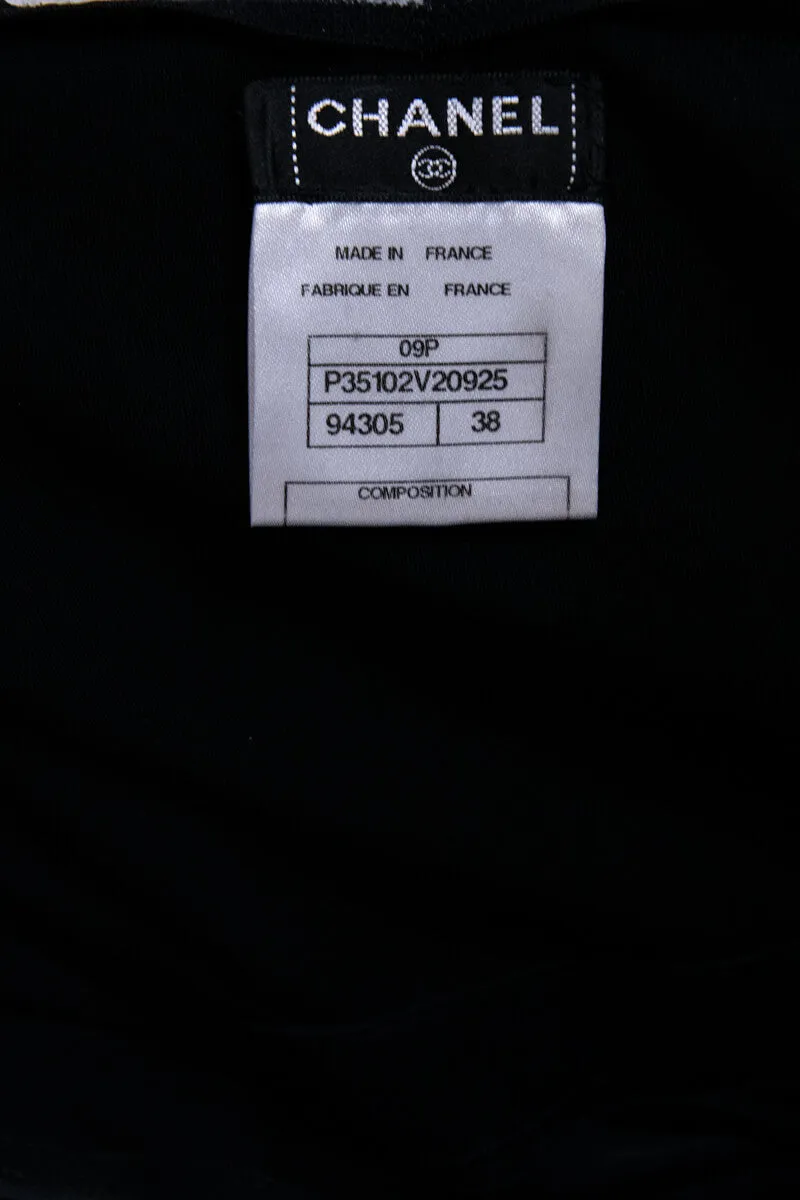 CHANEL
MADE IN FRANCE
FABRIQUE EN FRANCE
09P
P35102V20925
94305 38
COMPOSITION